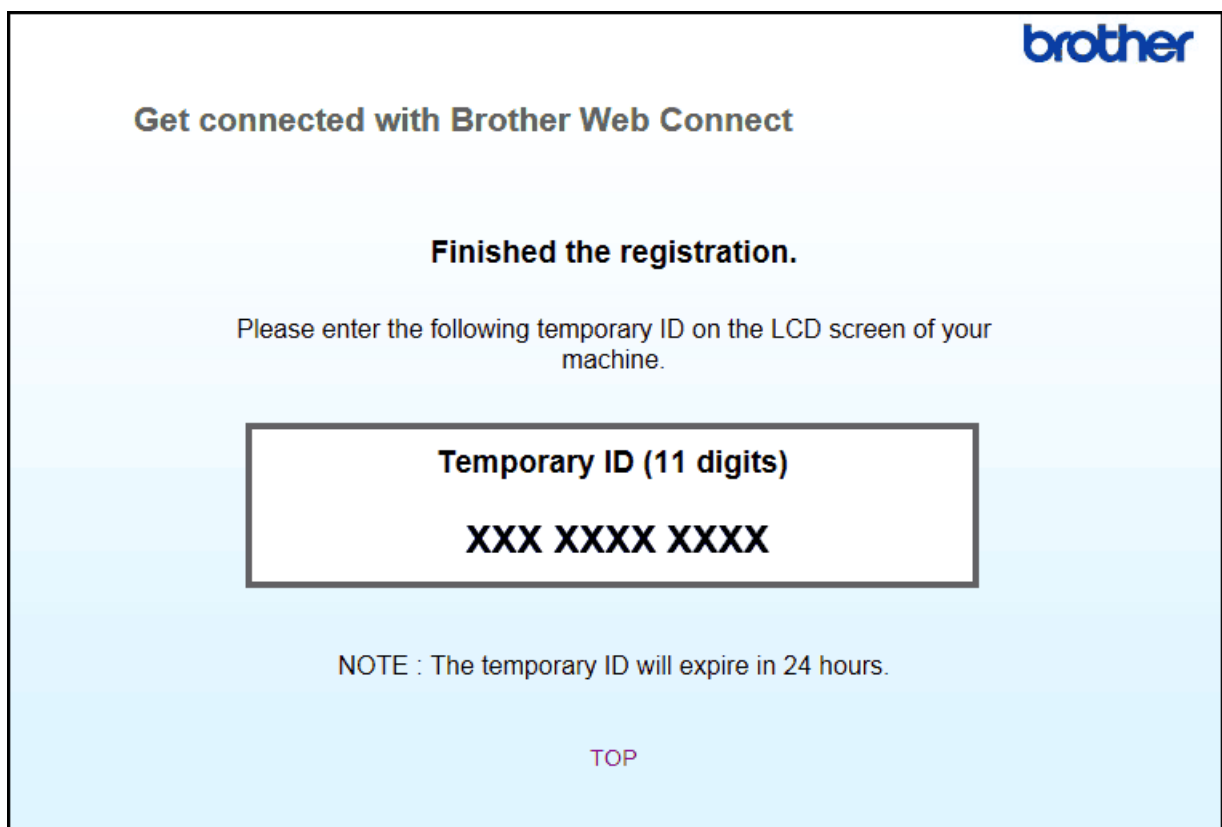 brother
Get connected with Brother Web Connect
Finished the registration.
Please enter the following temporary ID on the LCD screen of your
machine.
Temporary ID (11 digits)
XXX XXXX XXXX
NOTE : The temporary ID will expire in 24 hours.
TOP